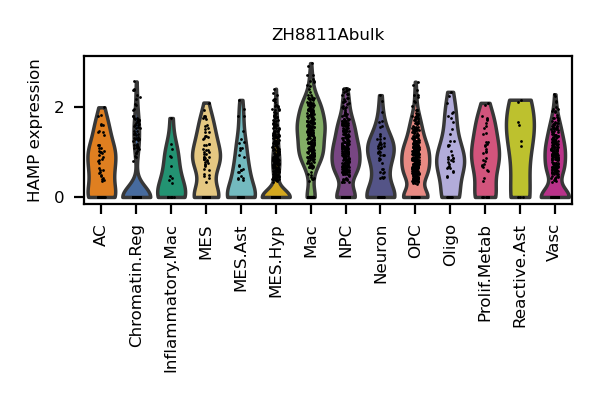 ZH8811Abulk
HAMP expression
2
0
AC
Chromatin.Reg
Inflammatory.Mac
MES
MES.Ast
MES.Hyp
Mac
NPC
Neuron
OPC
Oligo
Prolif.Metab
Reactive.Ast
Vasc